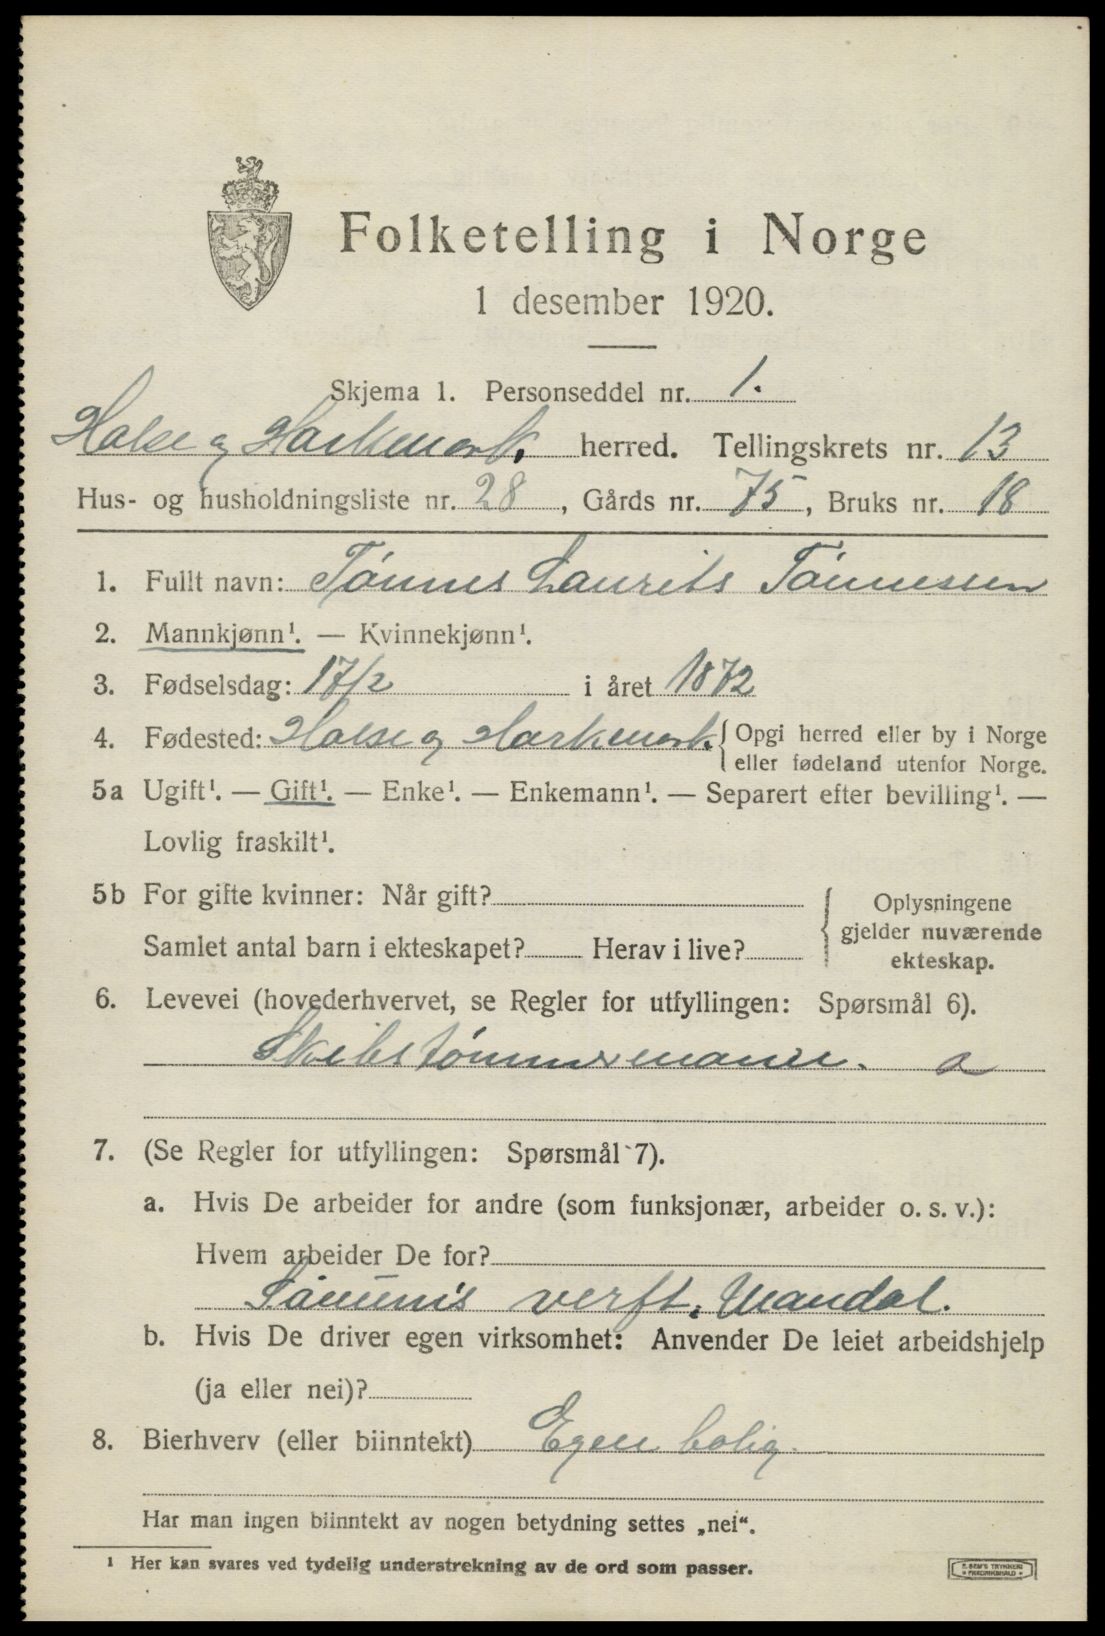 Folketelling i Norge
1 desember 1920.
Skjema 1. Personseddel nr. 1.
Halse og Harkmark. herred. Tellingskrets nr. 13
Hus- og husholdningsliste nr. 28, Gårds nr. 75, Bruks nr. 18
1. Fullt navn: Tønnes Laurits Tønnessen
2. Mannkjønn¹. — Kvinnekjønn¹.
3. Fødselsdag: 17/2 i året 1872
4. Fødested: Halse og Harkmark. { Opgi herred eller by i Norge
eller fødeland utenfor Norge.
5a Ugift¹. — Gift¹. — Enke¹. — Enkemann¹. — Separert efter bevilling¹. —
Lovlig fraskilt¹.
5b For gifte kvinner: Når gift?
Samlet antal barn i ekteskapet? Herav i live?
{ Oplysningene
gjelder nuværende
ekteskap.
6. Levevei (hovederhvervet, se Regler for utfyllingen: Spørsmål 6).
Skibstømmermann. a
7. (Se Regler for utfyllingen: Spørsmål 7).
a. Hvis De arbeider for andre (som funksjonær, arbeider o. s. v.):
Hvem arbeider De for?
verft, Mandal.
b. Hvis De driver egen virksomhet: Anvender De leiet arbeidshjelp
(ja eller nei)?
8. Bierhverv (eller biinntekt) Egen bolig.
Har man ingen biinntekt av nogen betydning settes „nei“.
¹ Her kan svares ved tydelig understrekning av de ord som passer.